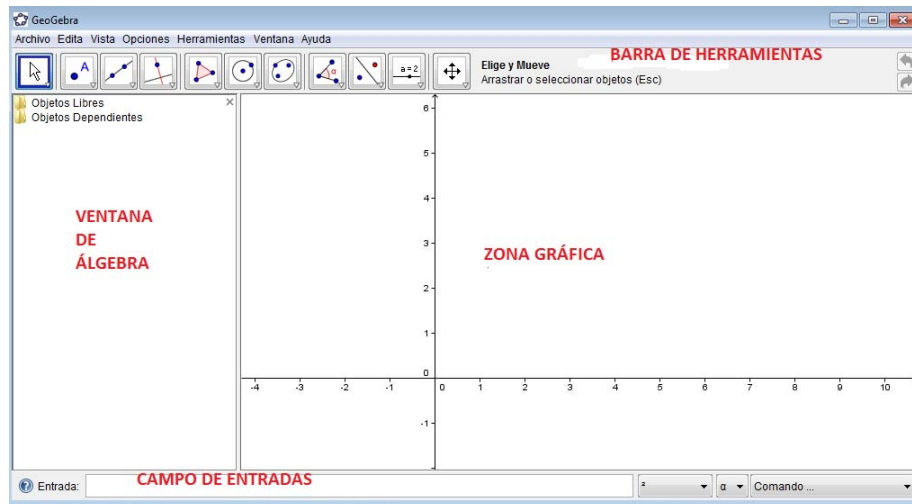 GeoGebra
Archivo Edita Vista Opciones Herramientas Ventana Ayuda
BARRA DE HERRAMIENTAS
A
α
a=2
Elige y Mueve
Arrastrar o seleccionar objetos (Esc)
Objetos Libres
Objetos Dependientes
VENTANA
DE
ÁLGEBRA
ZONA GRÁFICA
6
5
4
3
2
1
0
-4 -3 -2 -1 0 1 2 3 4 5 6 7 8 9 10
-1
Entrada:
CAMPO DE ENTRADAS
²
α
Comando ...